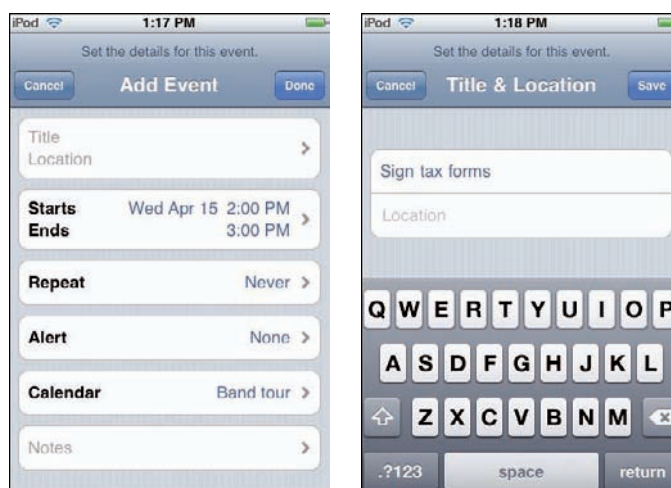 iPod 1:17 PM
Set the details for this event.
Cancel Add Event Done
Title
Location
Starts Wed Apr 15 2:00 PM
Ends 3:00 PM
Repeat Never
Alert None
Calendar Band tour
Notes
iPod 1:18 PM
Set the details for this event.
Cancel Title & Location Save
Sign tax forms
Location
Q W E R T Y U I O P
A S D F G H J K L
Z X C V B N M
.?123 space return